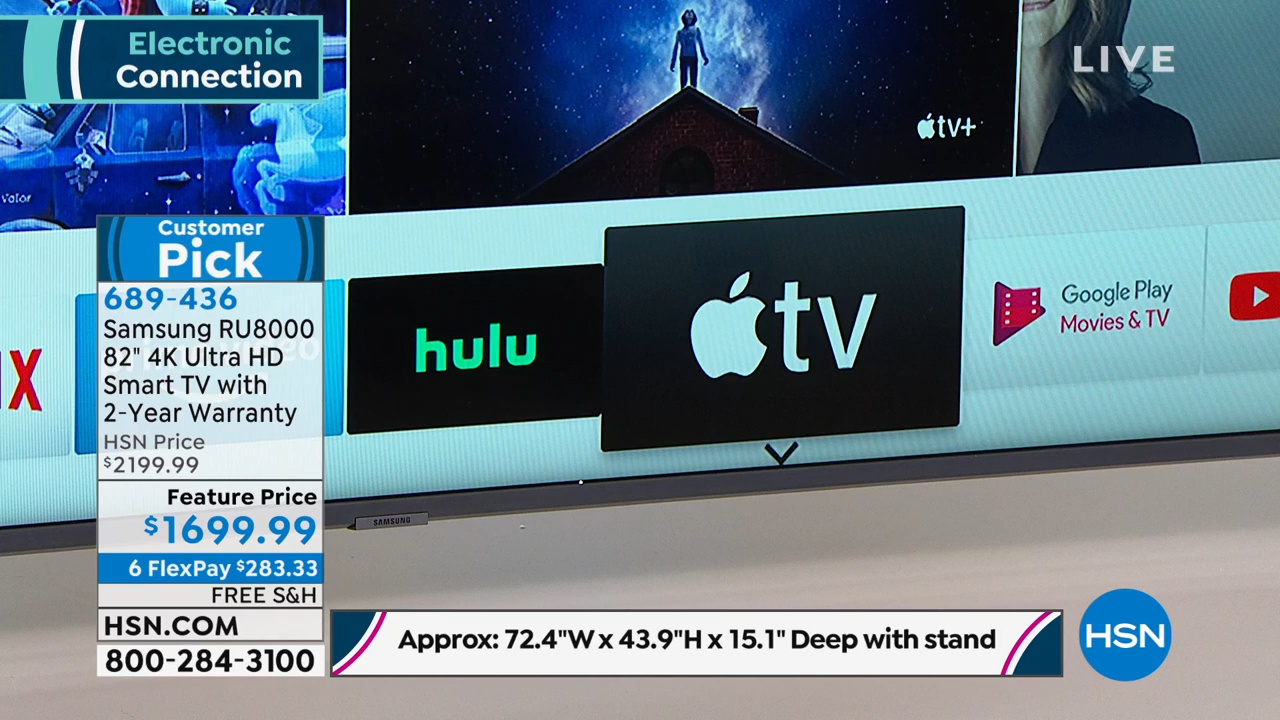 Electronic
Connection
LIVE
tv+
vator
Customer
Pick
689-436
Samsung RU8000
82" 4K Ultra HD
Smart TV with
2-Year Warranty
HSN Price
$2199.99
Feature Price
$1699.99
6 FlexPay $283.33
FREE S&H
HSN.COM
800-284-3100
X
hulu
tv
Google Play
Movies & TV
SAMSUNG
Approx: 72.4"W x 43.9"H x 15.1" Deep with stand
HSN